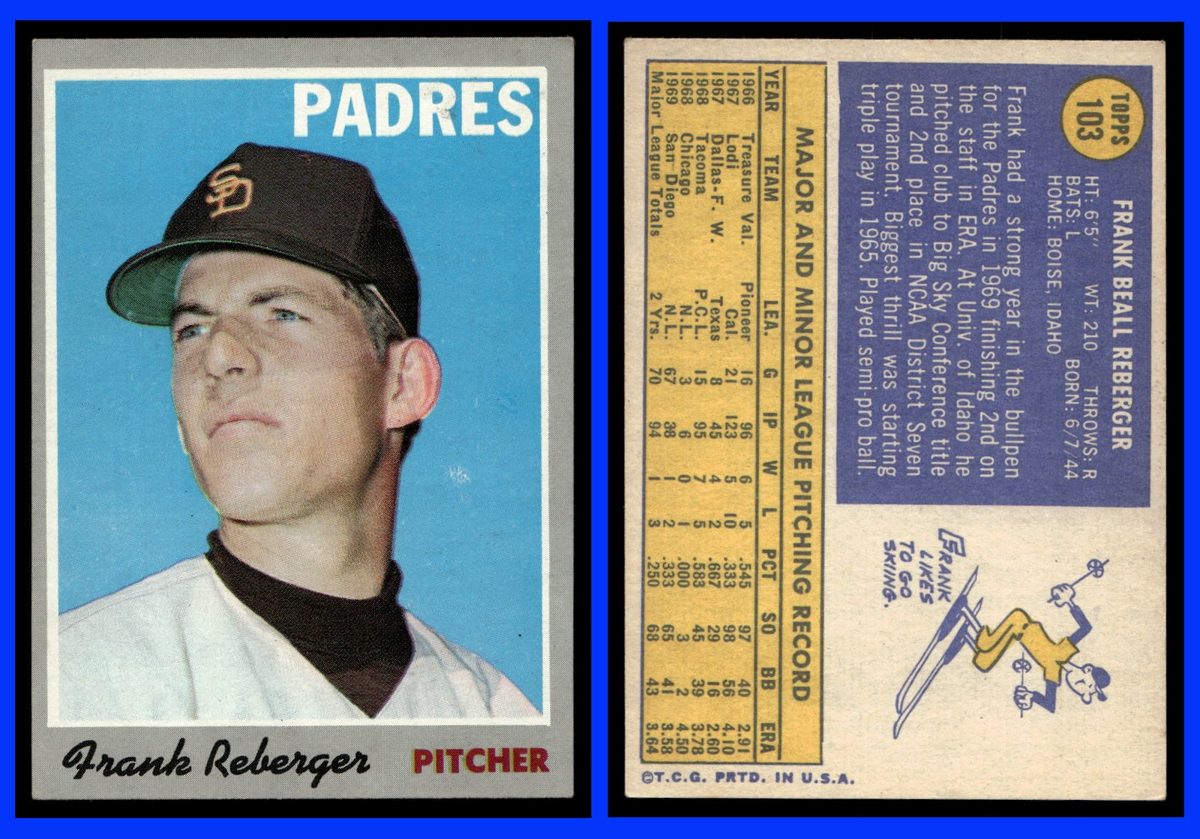 PADRES
SD
Frank Reberger PITCHER
TOPPS
103
FRANK BEALL REBERGER
HT: 6'5" WT: 210 THROWS: R
BATS: L BORN: 6/7/44
HOME: BOISE, IDAHO
Frank had a strong year in the bullpen
for the Padres in 1969 finishing 2nd on
the staff in ERA. At Univ. of Idaho he
pitched club to Big Sky Conference title
and 2nd place in NCAA District Seven
tournament. Biggest thrill was starting
triple play in 1965. Played semi-pro ball.
FRANK
LIKES
TO GO
SKIING.
MAJOR AND MINOR LEAGUE PITCHING RECORD
YEAR TEAM LEA. G IP W L PCT SO BB ERA
1966 Treasure Val. Pioneer 16 96 6 5 .545 97 40 2.91
1967 Lodi Cal. 21 123 5 10 .333 98 56 4.10
1967 Dallas-F. W. Texas 8 45 4 2 .667 29 16 2.60
1968 Tacoma P.C.L. 15 95 7 5 .583 45 39 3.78
1968 Chicago N.L. 3 6 0 1 .000 3 2 4.50
1969 San Diego N.L. 67 38 1 2 .333 65 41 3.58
Major League Totals 2 Yrs. 70 94 1 3 .250 68 43 3.64
©T.C.G. PRTD. IN U.S.A.